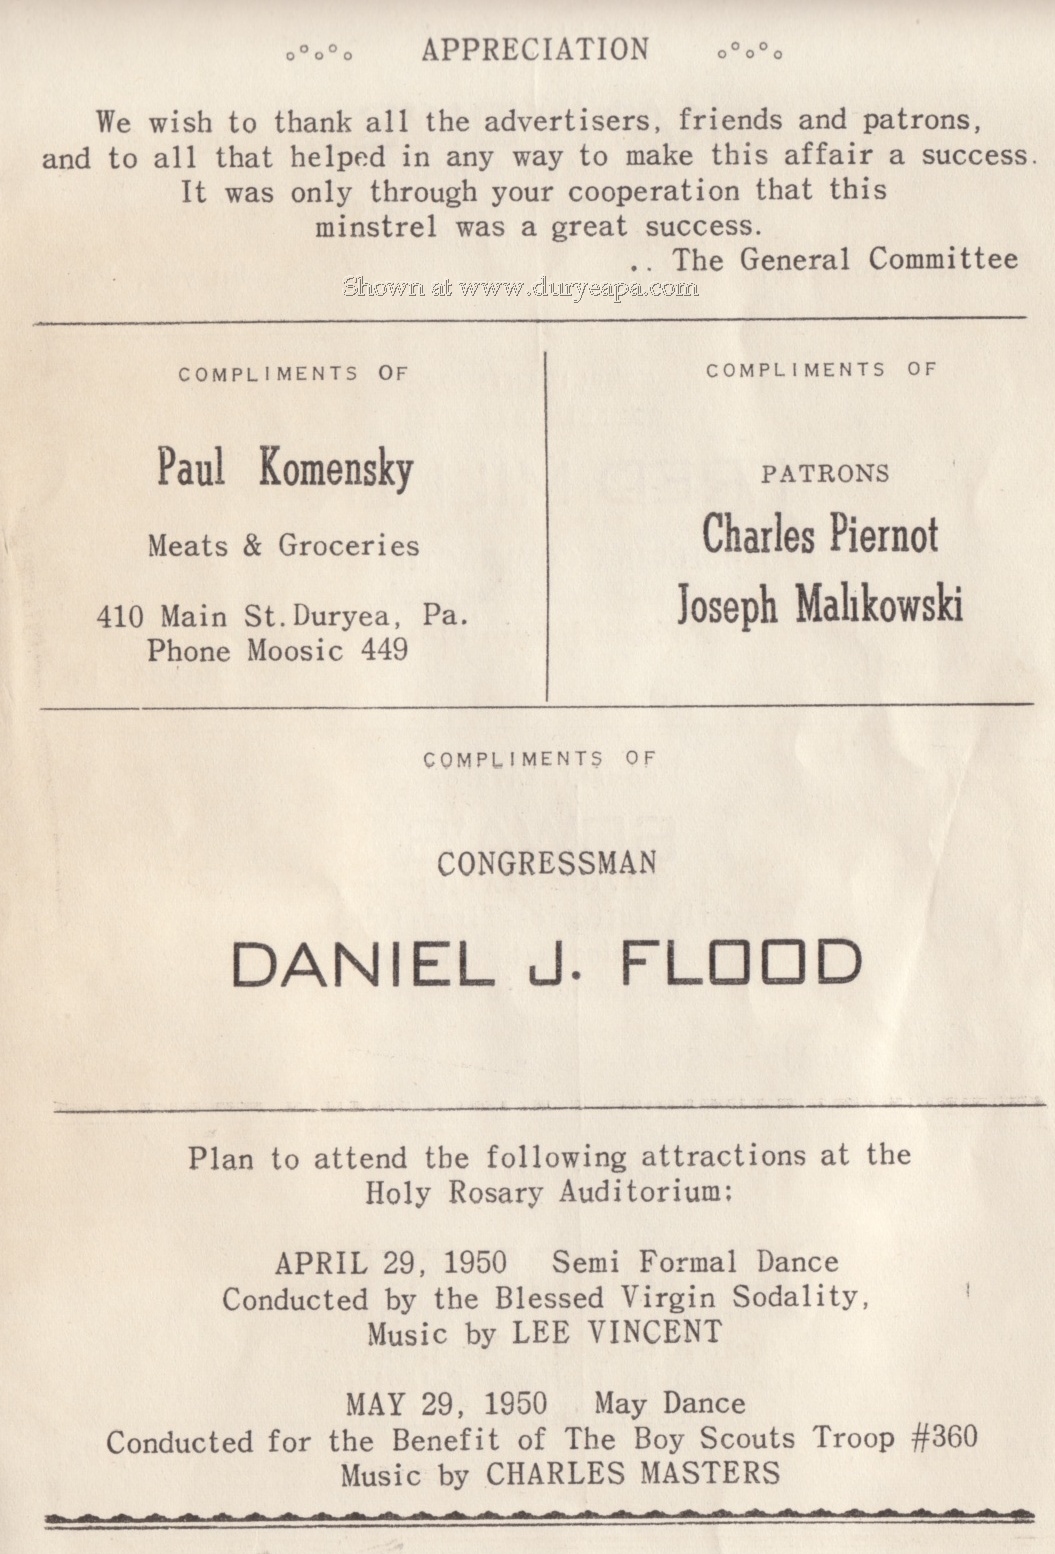 APPRECIATION
We wish to thank all the advertisers, friends and patrons,
and to all that helped in any way to make this affair a success.
It was only through your cooperation that this
minstrel was a great success.
.. The General Committee
Shown at www.duryeapa.com
COMPLIMENTS OF
Paul Komensky
Meats & Groceries
410 Main St. Duryea, Pa.
Phone Moosic 449
COMPLIMENTS OF
PATRONS
Charles Piernot
Joseph Malikowski
COMPLIMENTS OF
CONGRESSMAN
DANIEL J. FLOOD
Plan to attend the following attractions at the
Holy Rosary Auditorium:
APRIL 29, 1950 Semi Formal Dance
Conducted by the Blessed Virgin Sodality,
Music by LEE VINCENT
MAY 29, 1950 May Dance
Conducted for the Benefit of The Boy Scouts Troop #360
Music by CHARLES MASTERS